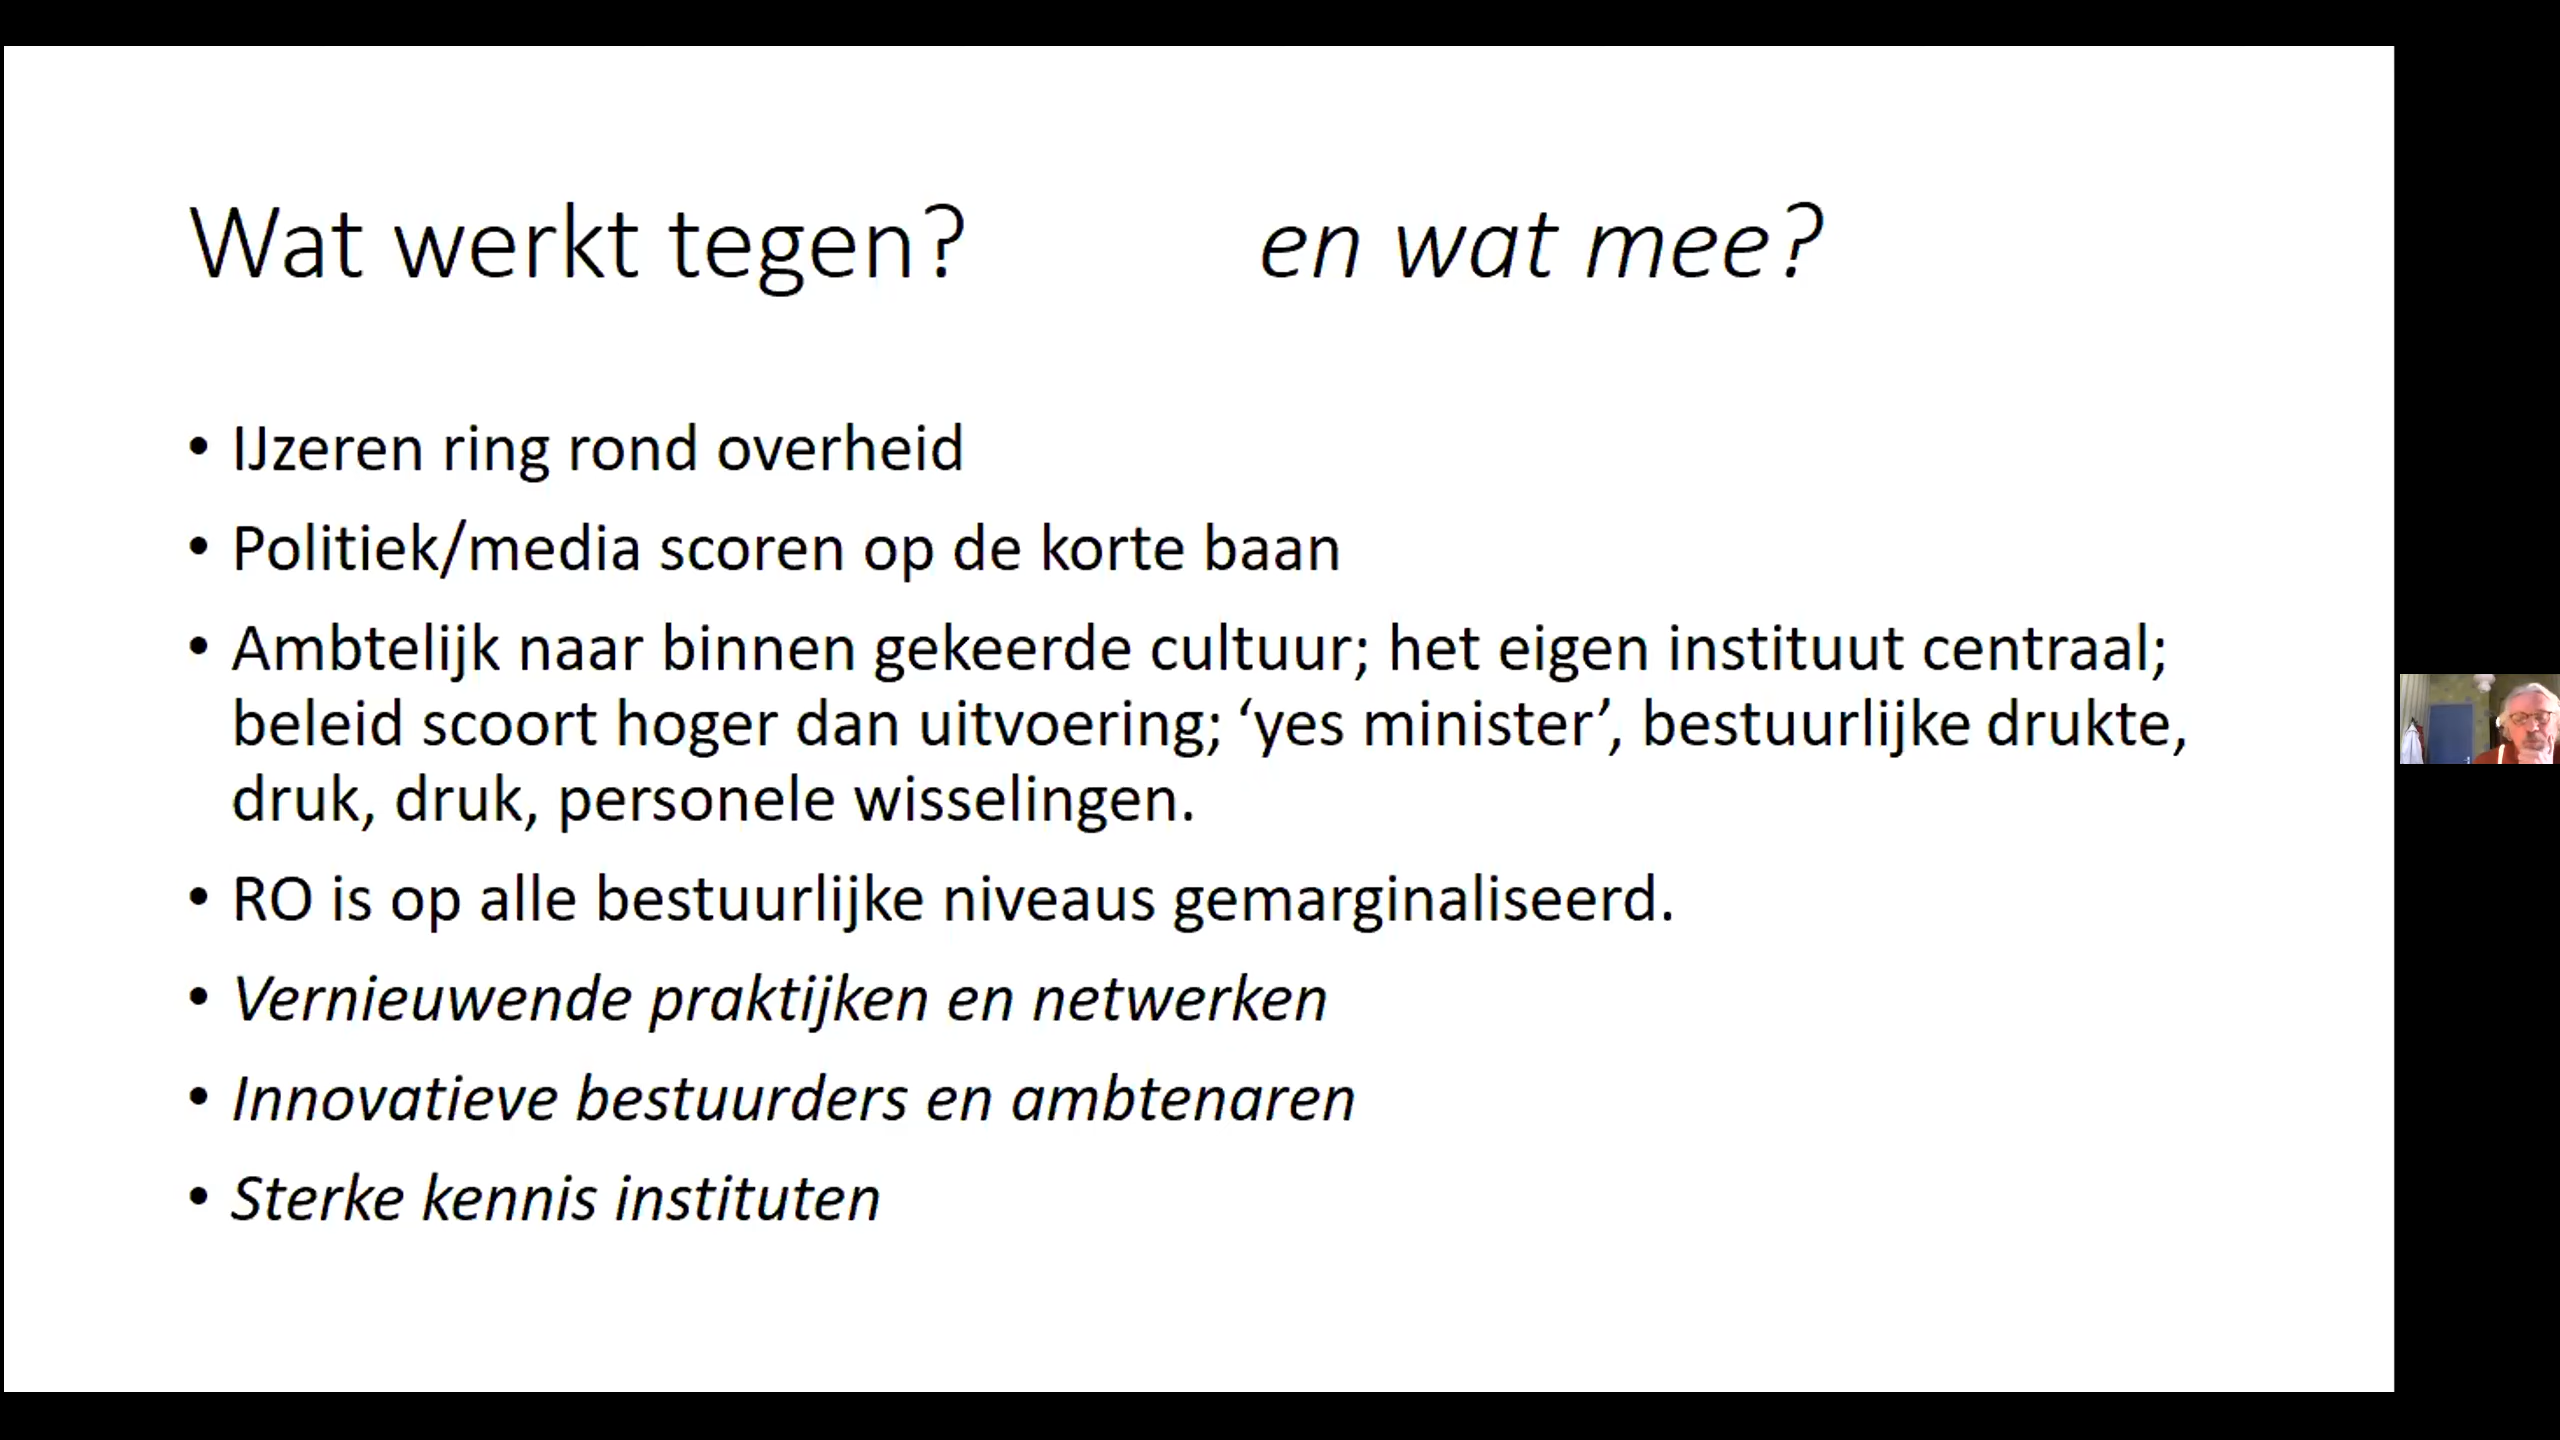 Wat werkt tegen? en wat mee?
• IJzeren ring rond overheid
• Politiek/media scoren op de korte baan
• Ambtelijk naar binnen gekeerde cultuur; het eigen instituut centraal;
beleid scoort hoger dan uitvoering; ‘yes minister’, bestuurlijke drukte,
druk, druk, personele wisselingen.
• RO is op alle bestuurlijke niveaus gemarginaliseerd.
• Vernieuwende praktijken en netwerken
• Innovatieve bestuurders en ambtenaren
• Sterke kennis instituten